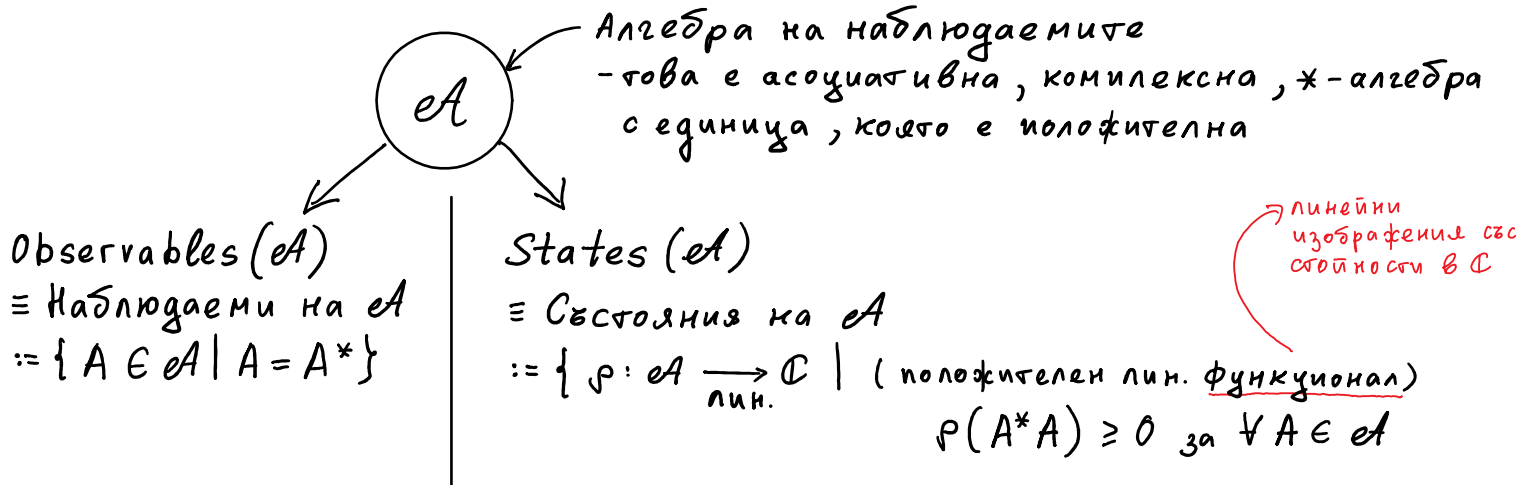 Алгебра на наблюдаемите
- това е асоциативна, комплексна, *-алгебра
с единица, която е положителна
𝒜
Observables(𝒜)
≡ Наблюдаеми на 𝒜
:= { A ∈ 𝒜 | A = A* }
States (𝒜)
≡ Състояния на 𝒜
:= { ρ : 𝒜 ⟶ ℂ | (положителен лин. функционал)
лин.
ρ(A*A) ≥ 0 за ∀ A ∈ 𝒜
линейни
изображения със
стойности в ℂ